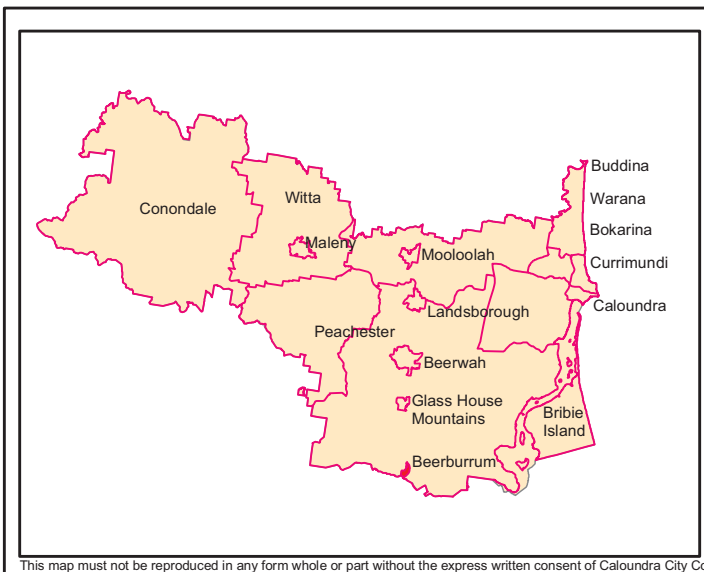 Buddina
Warana
Bokarina
Currimundi
Caloundra
Conondale
Witta
Maleny
Mooloolah
Landsborough
Peachester
Beerwah
Glass House
Mountains
Bribie
Island
Beerburrum
This map must not be reproduced in any form whole or part without the express written consent of Caloundra City Co